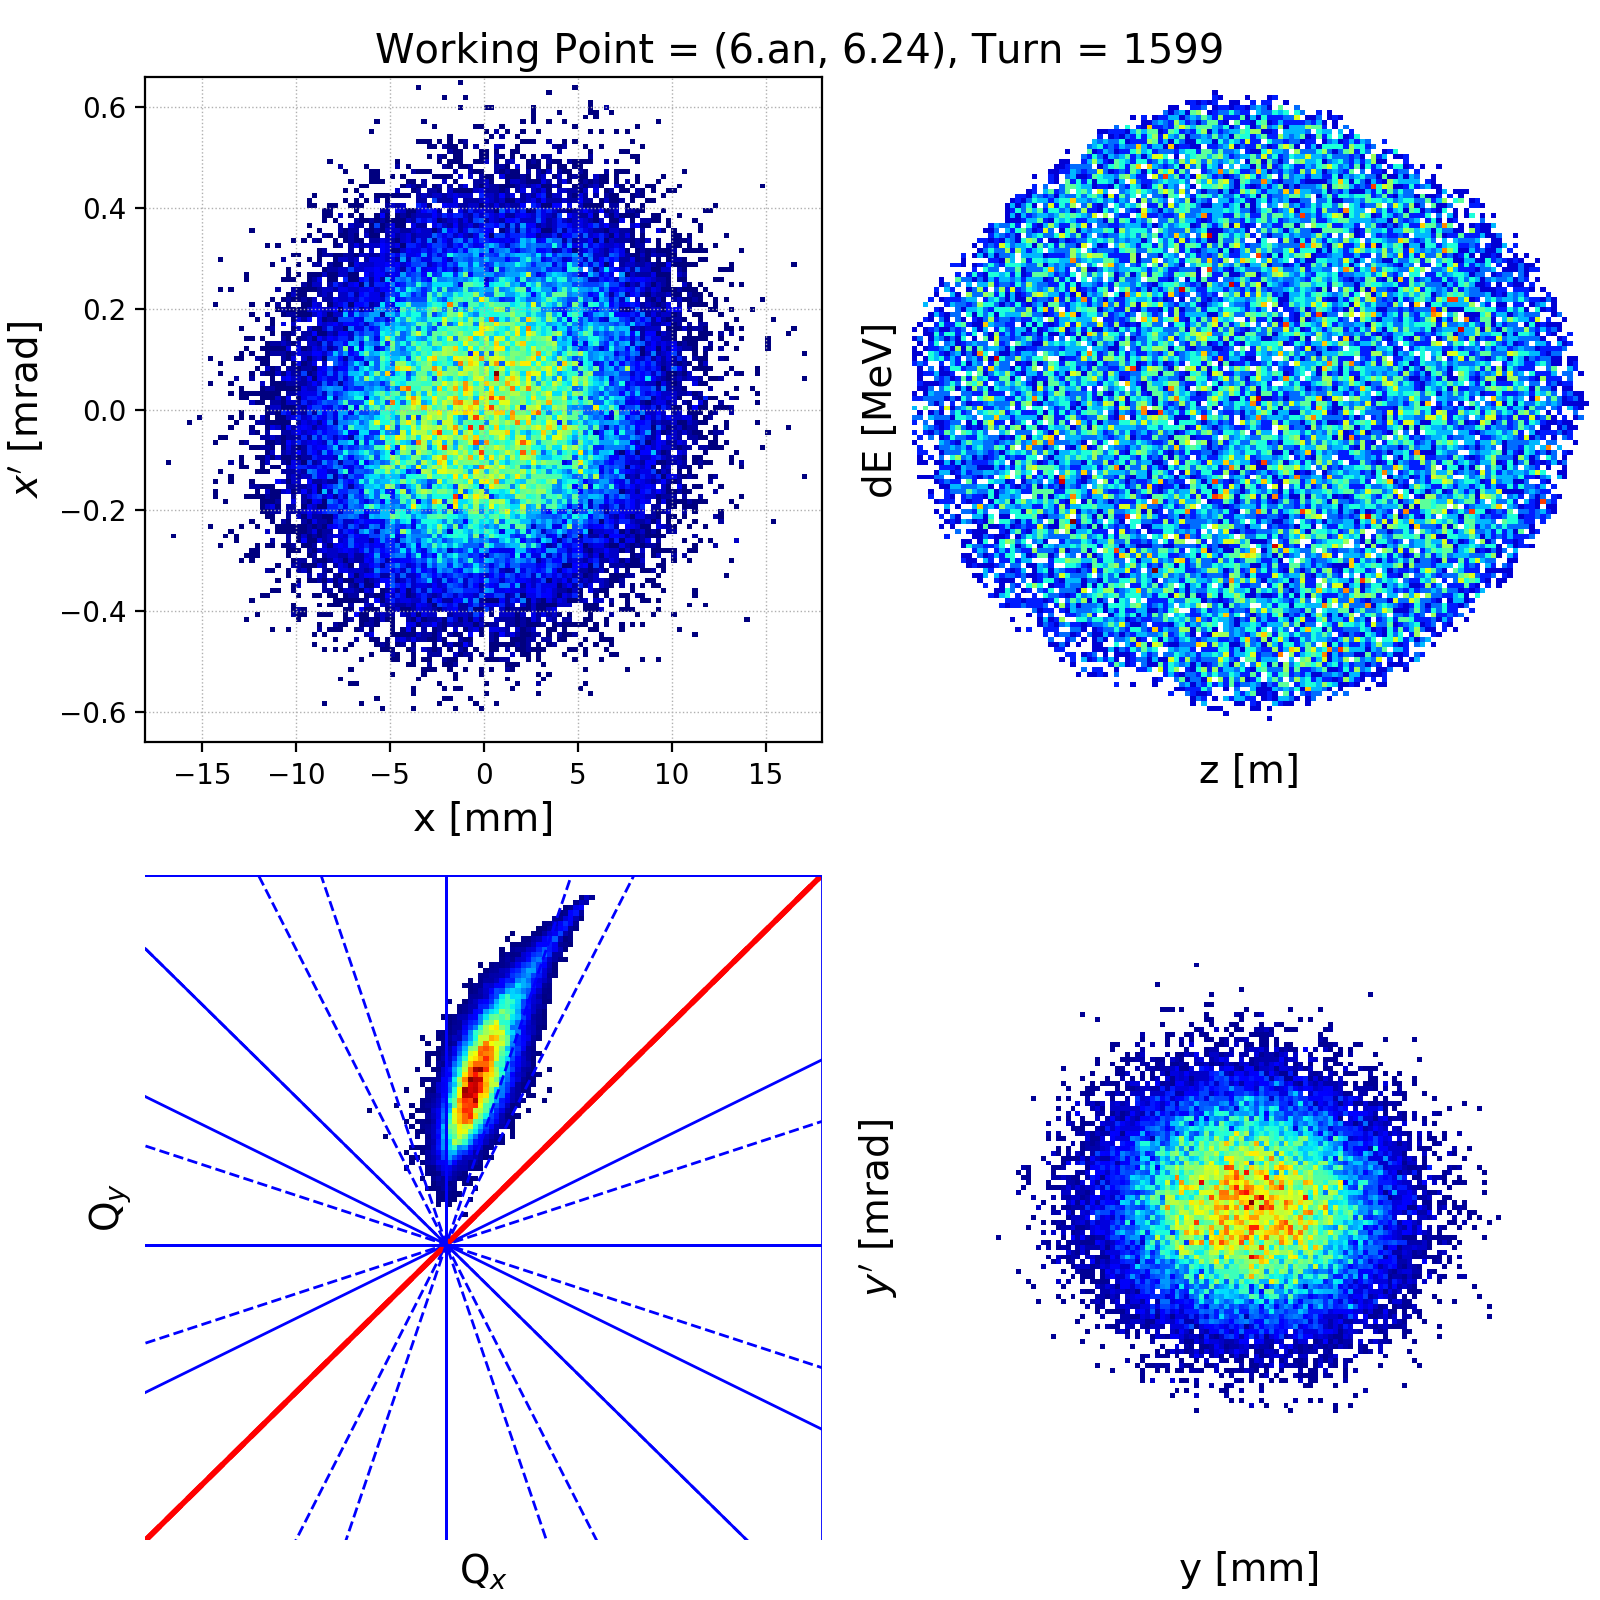 Working Point = (6.an, 6.24), Turn = 1599
0.6
0.4
0.2
0.0
−0.2
−0.4
−0.6
x′ [mrad]
−15 −10 −5 0 5 10 15
x [mm]
dE [MeV]
z [m]
Qy
Qx
y′ [mrad]
y [mm]